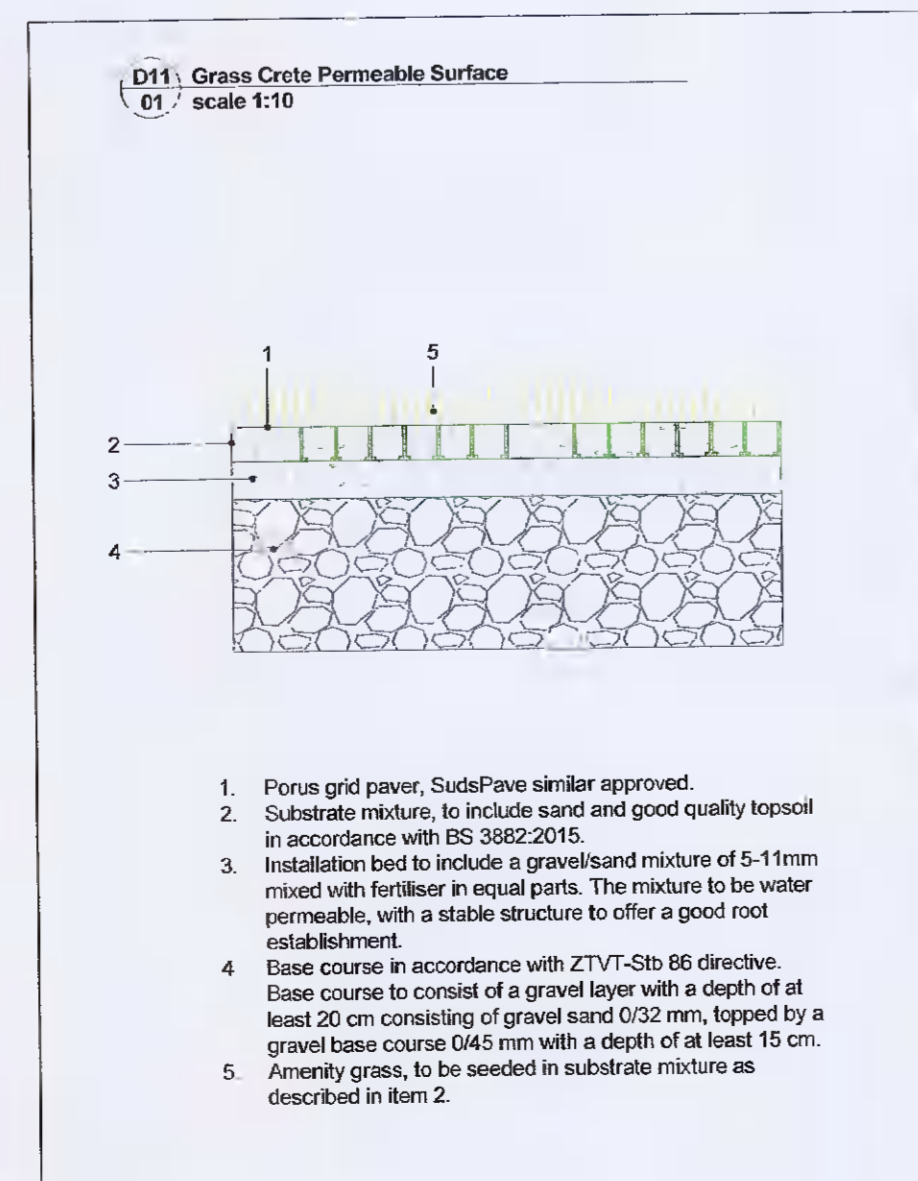 D11 Grass Crete Permeable Surface
01 scale 1:10
1 5
2
3
4
1. Porus grid paver, SudsPave similar approved.
2. Substrate mixture, to include sand and good quality topsoil
in accordance with BS 3882:2015.
3. Installation bed to include a gravel/sand mixture of 5-11mm
mixed with fertiliser in equal parts. The mixture to be water
permeable, with a stable structure to offer a good root
establishment.
4 Base course in accordance with ZTVT-Stb 86 directive.
Base course to consist of a gravel layer with a depth of at
least 20 cm consisting of gravel sand 0/32 mm, topped by a
gravel base course 0/45 mm with a depth of at least 15 cm.
5. Amenity grass, to be seeded in substrate mixture as
described in item 2.